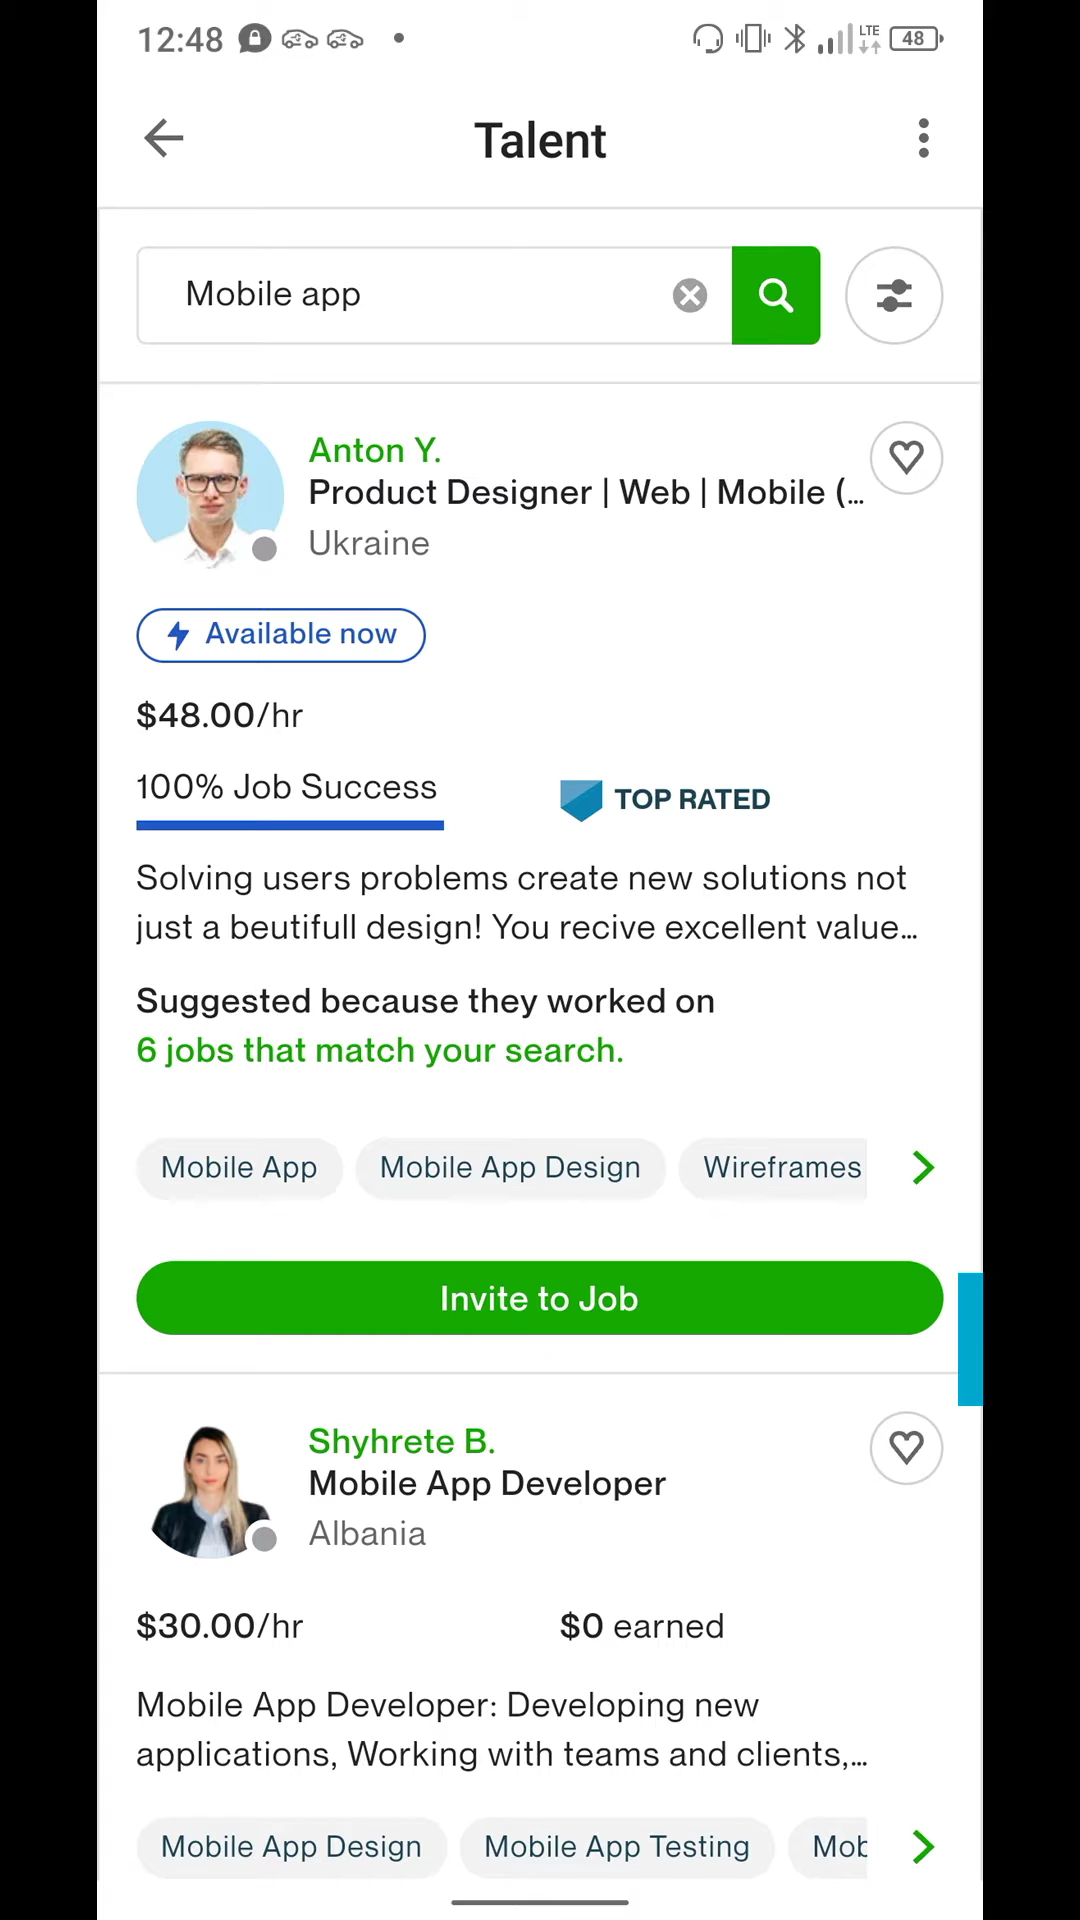 12:48
LTE
48
Talent
Mobile app
Anton Y.
Product Designer | Web | Mobile (...
Ukraine
Available now
$48.00/hr
100% Job Success
TOP RATED
Solving users problems create new solutions not
just a beutifull design! You recive excellent value...
Suggested because they worked on
6 jobs that match your search.
Mobile App
Mobile App Design
Wireframes
Invite to Job
Shyhrete B.
Mobile App Developer
Albania
$30.00/hr
$0 earned
Mobile App Developer: Developing new
applications, Working with teams and clients,...
Mobile App Design
Mobile App Testing
Mob